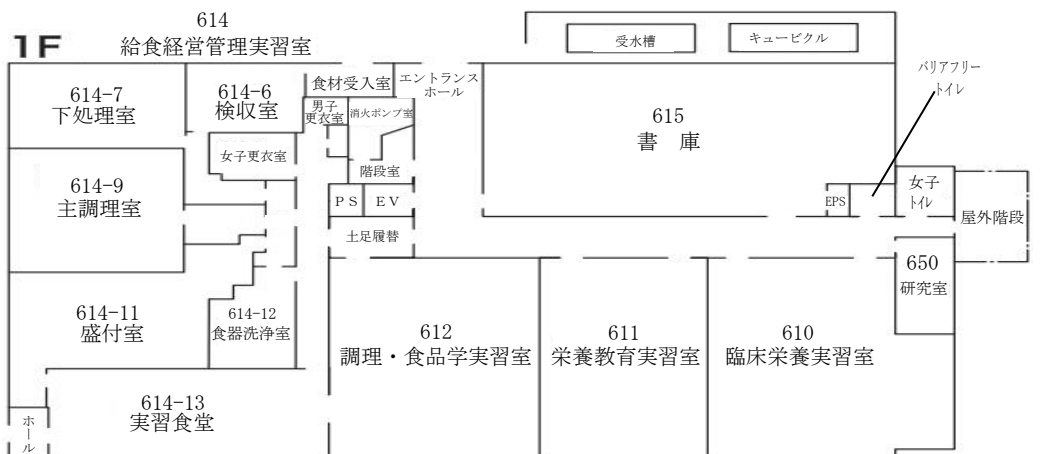 1F
614
給食経営管理実習室
受水槽
キュービクル
バリアフリー
トイレ
614-7
下処理室
614-6
検収室
食材受入室
エントランス
ホール
男子
更衣室
消火ポンプ室
615
書 庫
女子更衣室
階段室
614-9
主調理室
PS
EV
EPS
女子
トイレ
屋外階段
土足履替
650
研究室
614-11
盛付室
614-12
食器洗浄室
612
調理・食品学実習室
611
栄養教育実習室
610
臨床栄養実習室
614-13
実習食堂
ホール